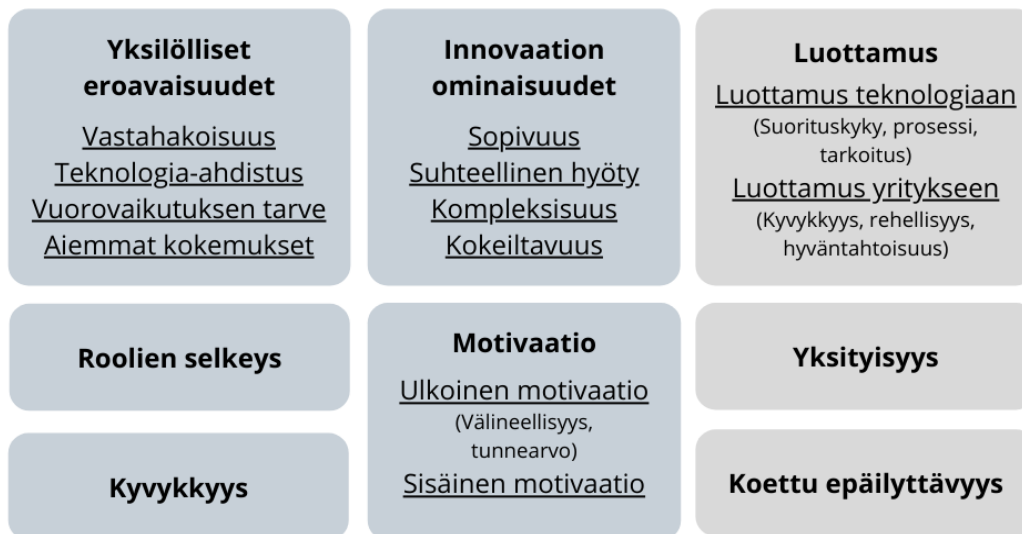 Yksilölliset
eroavaisuudet
Vastahakoisuus
Teknologia-ahdistus
Vuorovaikutuksen tarve
Aiemmat kokemukset
Innovaation
ominaisuudet
Sopivuus
Suhteellinen hyöty
Kompleksisuus
Kokeiltavuus
Luottamus
Luottamus teknologiaan
(Suorituskyky, prosessi,
tarkoitus)
Luottamus yritykseen
(Kyvykkyys, rehellisyys,
hyväntahtoisuus)
Roolien selkeys
Motivaatio
Ulkoinen motivaatio
(Välineellisyys,
tunnearvo)
Sisäinen motivaatio
Yksityisyys
Kyvykkyys
Koettu epäilyttävyys